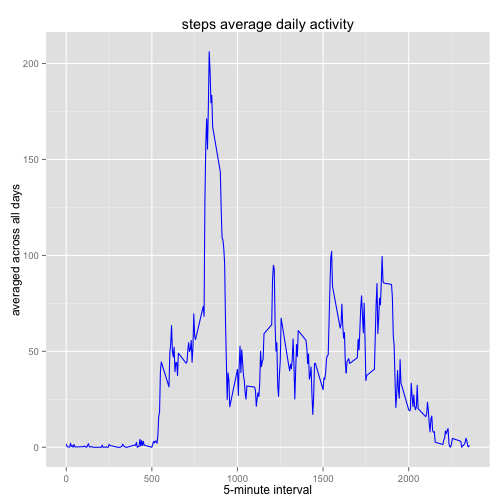 steps average daily activity
averaged across all days
200
150
100
50
0
0 500 1000 1500 2000
5-minute interval